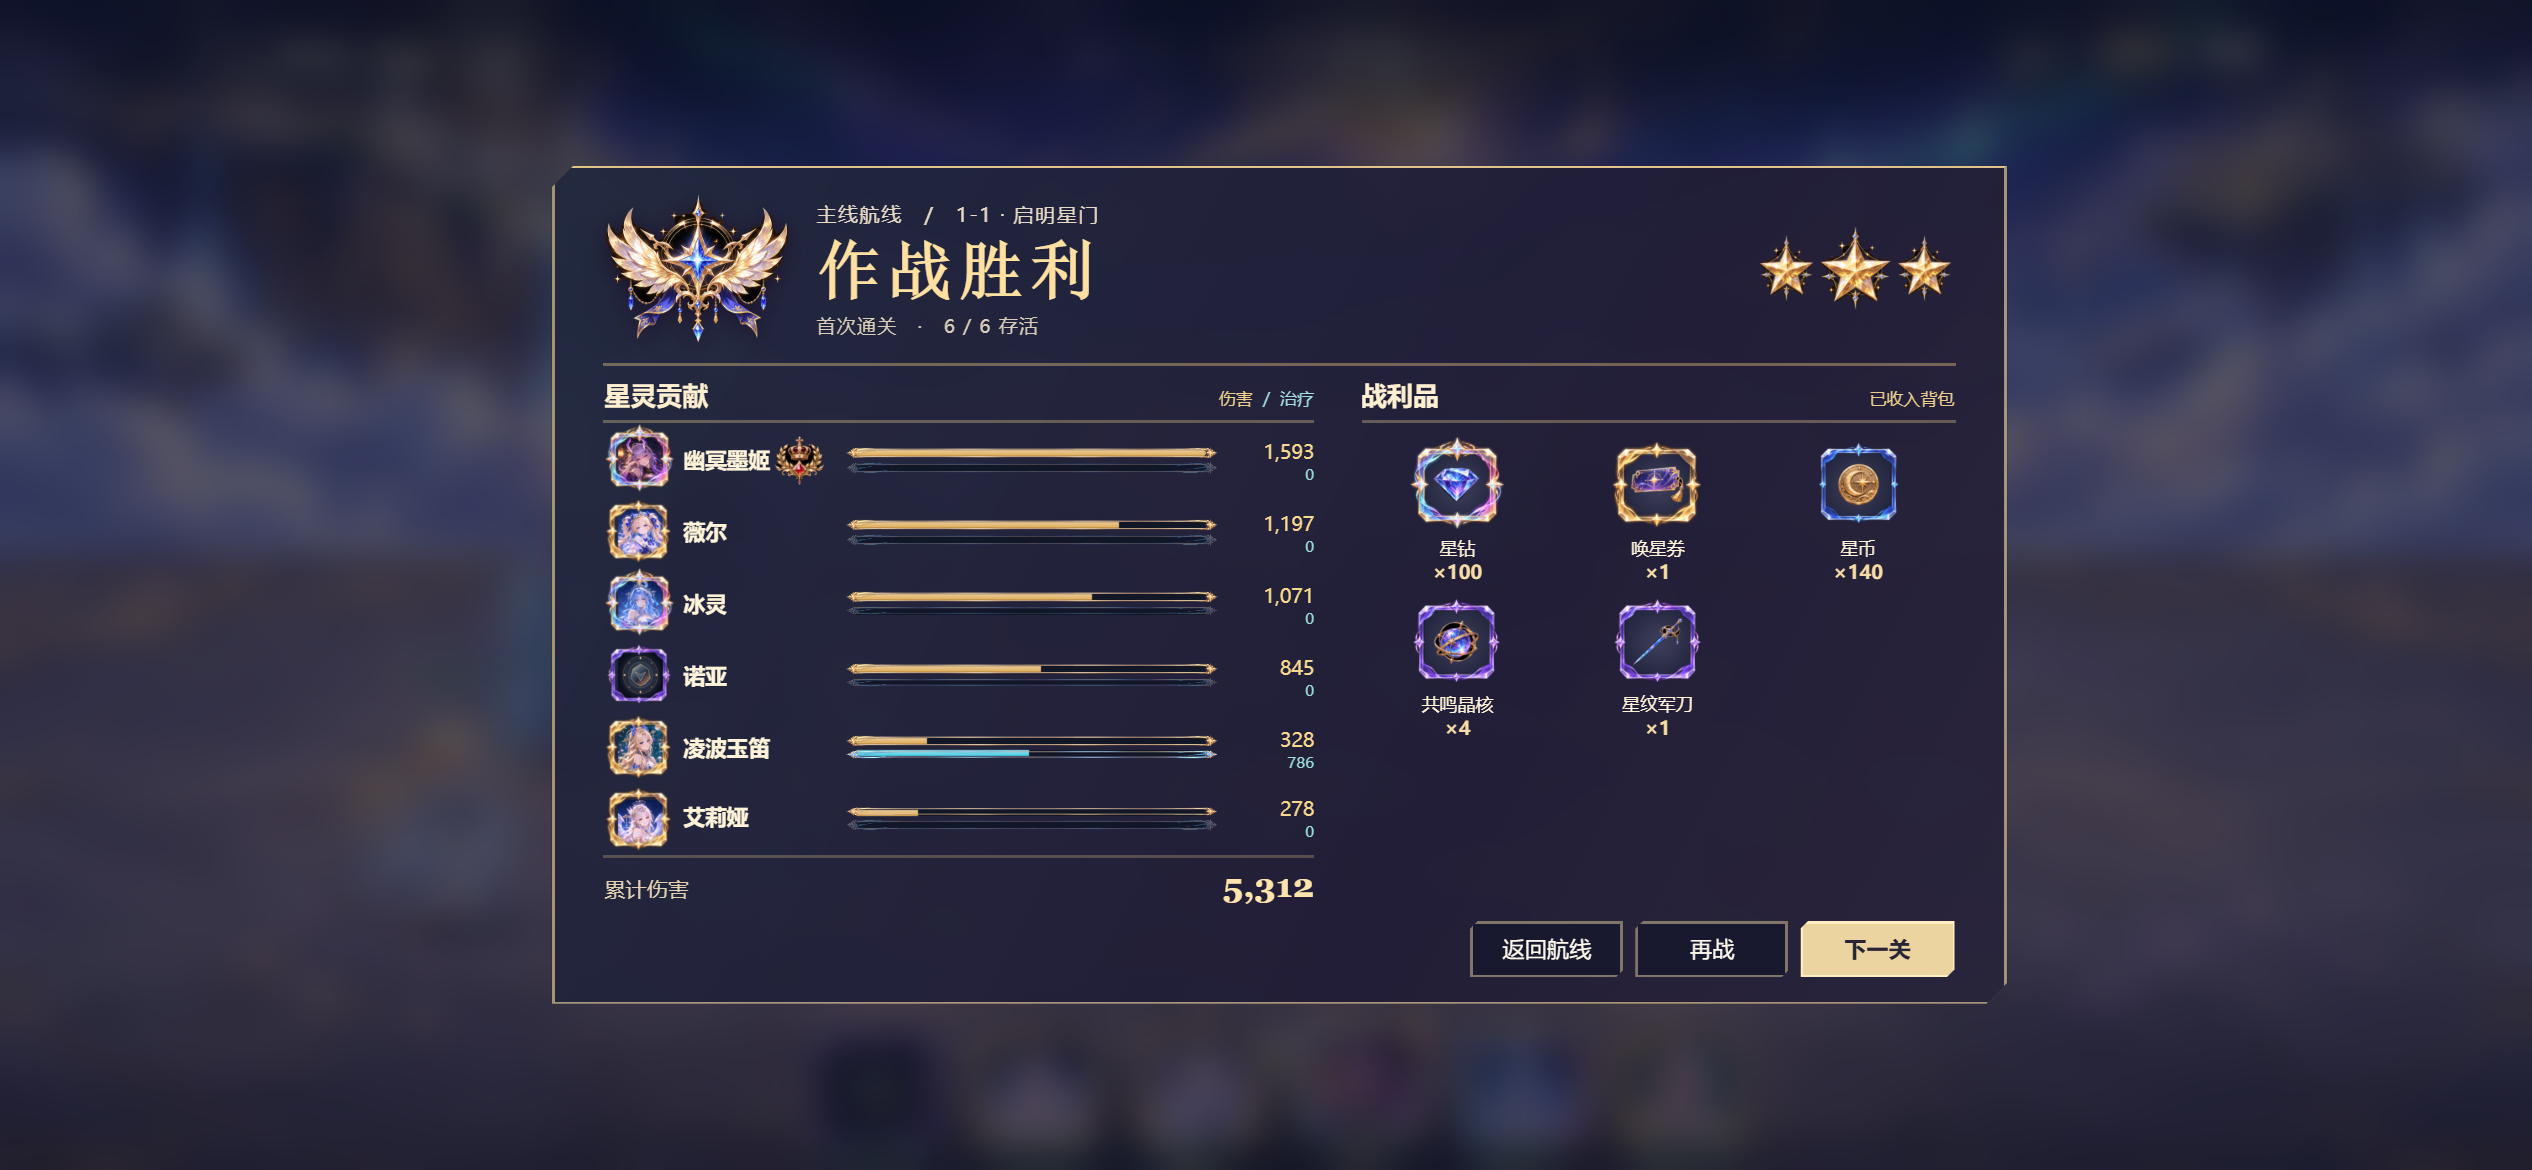 主线航线 / 1-1 · 启明星门
作战胜利
首次通关 · 6 / 6 存活
星灵贡献
伤害 / 治疗
幽冥墨姬
1,593
0
薇尔
1,197
0
冰灵
1,071
0
诺亚
845
0
凌波玉笛
328
786
艾莉娅
278
0
累计伤害
5,312
战利品
已收入背包
星钻
×100
唤星券
×1
星币
×140
共鸣晶核
×4
星纹军刀
×1
返回航线
再战
下一关